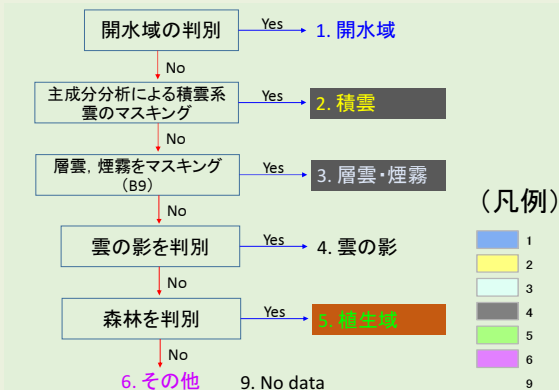 開水域の判別
Yes
1. 開水域
No
主成分分析による積雲系
雲のマスキング
Yes
2. 積雲
No
層雲，煙霧をマスキング
（B9）
Yes
3. 層雲・煙霧
No
雲の影を判別
Yes
4. 雲の影
No
森林を判別
Yes
5. 植生域
No
6. その他
9. No data
（凡例）
1
2
3
4
5
6
9